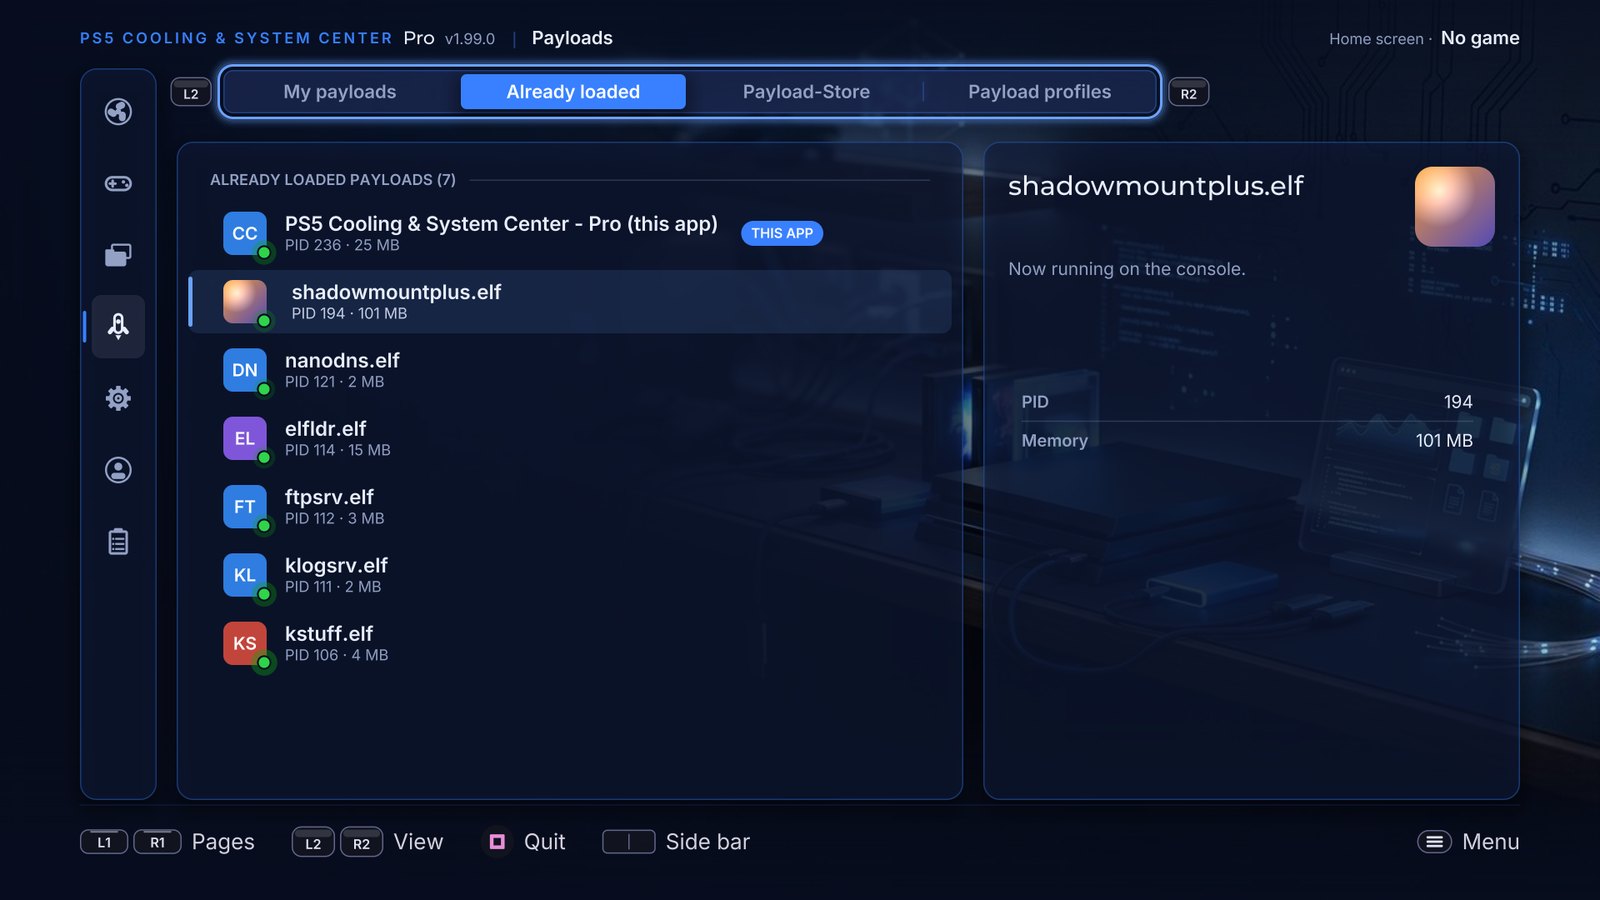 PS5 COOLING & SYSTEM CENTER Pro v1.99.0 | Payloads
Home screen · No game
L2 My payloads Already loaded Payload-Store Payload profiles R2
ALREADY LOADED PAYLOADS (7)
CC PS5 Cooling & System Center - Pro (this app) THIS APP
PID 236 · 25 MB
shadowmountplus.elf
PID 194 · 101 MB
DN nanodns.elf
PID 121 · 2 MB
EL elfldr.elf
PID 114 · 15 MB
FT ftpsrv.elf
PID 112 · 3 MB
KL klogsrv.elf
PID 111 · 2 MB
KS kstuff.elf
PID 106 · 4 MB
shadowmountplus.elf
Now running on the console.
PID 194
Memory 101 MB
L1 R1 Pages L2 R2 View Quit Side bar Menu